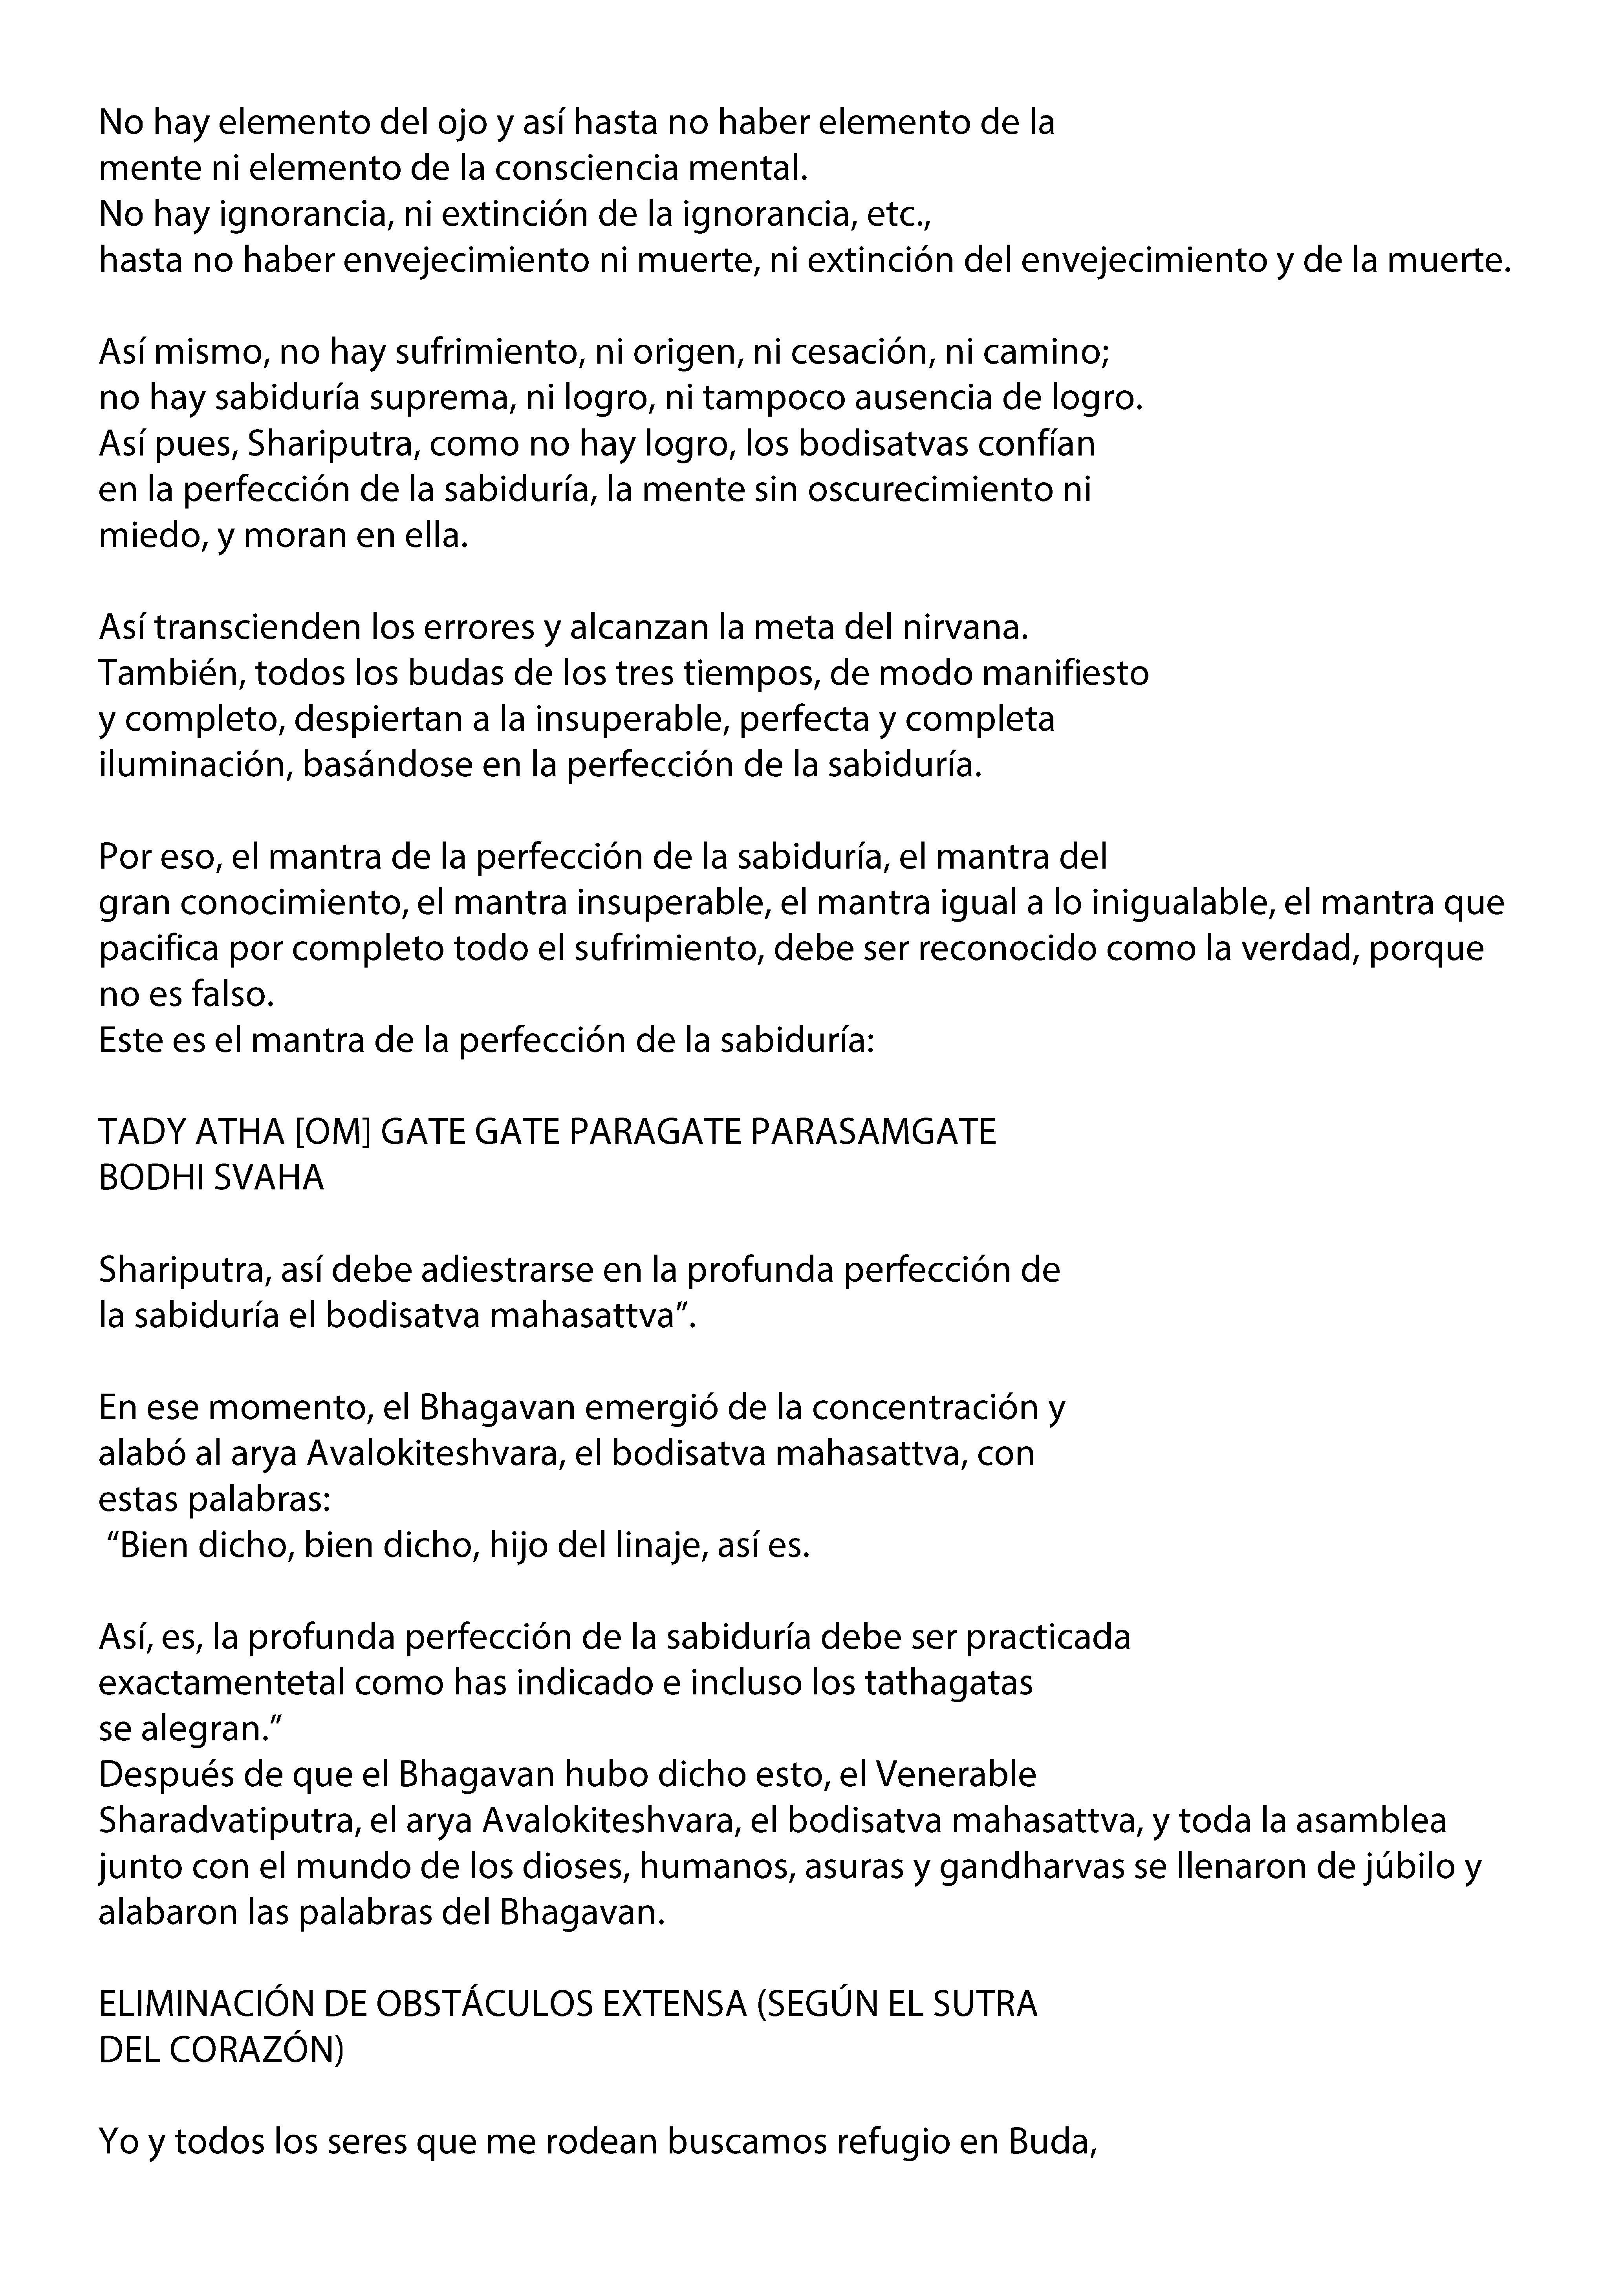 No hay elemento del ojo y así hasta no haber elemento de la
mente ni elemento de la consciencia mental.
No hay ignorancia, ni extinción de la ignorancia, etc.,
hasta no haber envejecimiento ni muerte, ni extinción del envejecimiento y de la muerte.
Así mismo, no hay sufrimiento, ni origen, ni cesación, ni camino;
no hay sabiduría suprema, ni logro, ni tampoco ausencia de logro.
Así pues, Shariputra, como no hay logro, los bodisatvas confían
en la perfección de la sabiduría, la mente sin oscurecimiento ni
miedo, y moran en ella.
Así transcienden los errores y alcanzan la meta del nirvana.
También, todos los budas de los tres tiempos, de modo manifiesto
y completo, despiertan a la insuperable, perfecta y completa
iluminación, basándose en la perfección de la sabiduría.
Por eso, el mantra de la perfección de la sabiduría, el mantra del
gran conocimiento, el mantra insuperable, el mantra igual a lo inigualable, el mantra que
pacifica por completo todo el sufrimiento, debe ser reconocido como la verdad, porque
no es falso.
Este es el mantra de la perfección de la sabiduría:
TADY ATHA [OM] GATE GATE PARAGATE PARASAMGATE
BODHI SVAHA
Shariputra, así debe adiestrarse en la profunda perfección de
la sabiduría el bodisatva mahasattva”.
En ese momento, el Bhagavan emergió de la concentración y
alabó al arya Avalokiteshvara, el bodisatva mahasattva, con
estas palabras:
“Bien dicho, bien dicho, hijo del linaje, así es.
Así, es, la profunda perfección de la sabiduría debe ser practicada
exactamentetal como has indicado e incluso los tathagatas
se alegran.”
Después de que el Bhagavan hubo dicho esto, el Venerable
Sharadvatiputra, el arya Avalokiteshvara, el bodisatva mahasattva, y toda la asamblea
junto con el mundo de los dioses, humanos, asuras y gandharvas se llenaron de júbilo y
alabaron las palabras del Bhagavan.
ELIMINACIÓN DE OBSTÁCULOS EXTENSA (SEGÚN EL SUTRA
DEL CORAZÓN)
Yo y todos los seres que me rodean buscamos refugio en Buda,